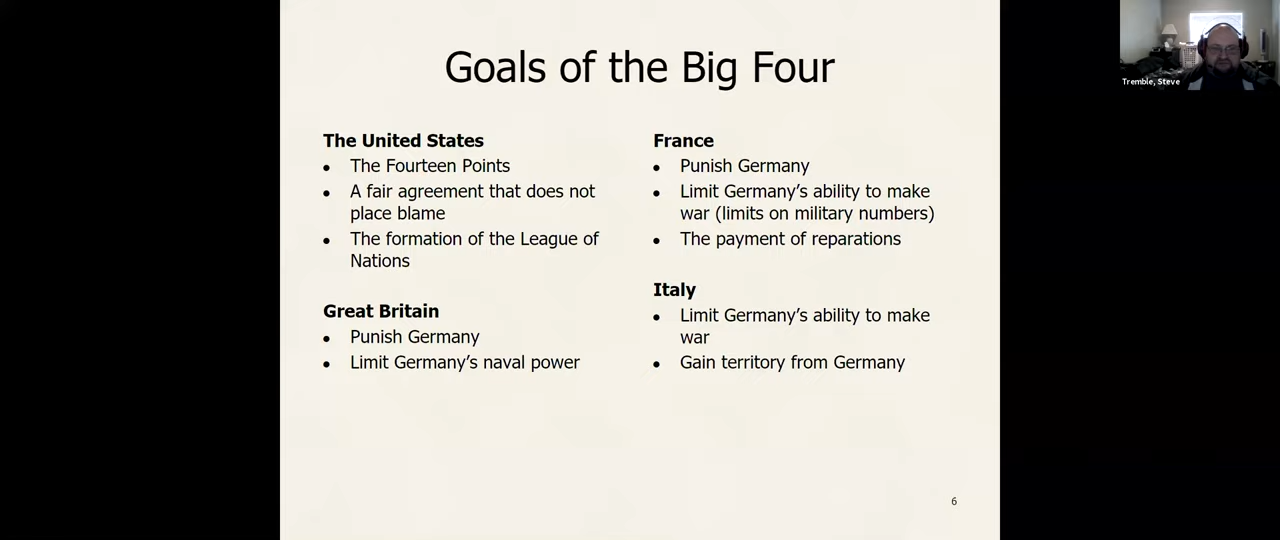 Goals of the Big Four
The United States
• The Fourteen Points
• A fair agreement that does not
place blame
• The formation of the League of
Nations
Great Britain
• Punish Germany
• Limit Germany's naval power
France
• Punish Germany
• Limit Germany's ability to make
war (limits on military numbers)
• The payment of reparations
Italy
• Limit Germany's ability to make
war
• Gain territory from Germany
6
Tremble, Steve